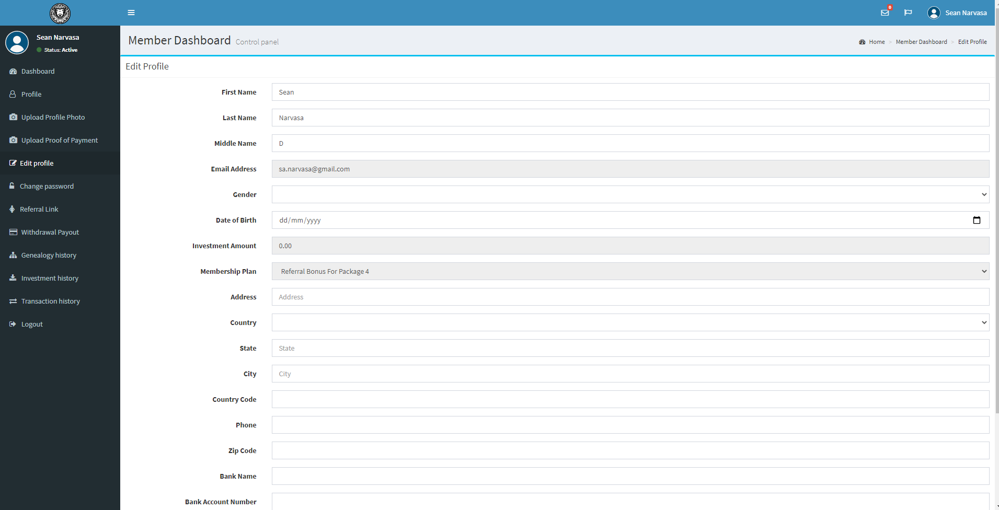 0
Sean Narvasa
Sean Narvasa
Status: Active
Dashboard
Profile
Upload Profile Photo
Upload Proof of Payment
Edit profile
Change password
Referral Link
Withdrawal Payout
Genealogy history
Investment history
Transaction history
Logout
Member Dashboard Control panel
Home > Member Dashboard > Edit Profile
Edit Profile
First Name Sean
Last Name Narvasa
Middle Name D
Email Address sa.narvasa@gmail.com
Gender
Date of Birth dd/mm/yyyy
Investment Amount 0.00
Membership Plan Referral Bonus For Package 4
Address Address
Country
State State
City City
Country Code
Phone
Zip Code
Bank Name
Bank Account Number